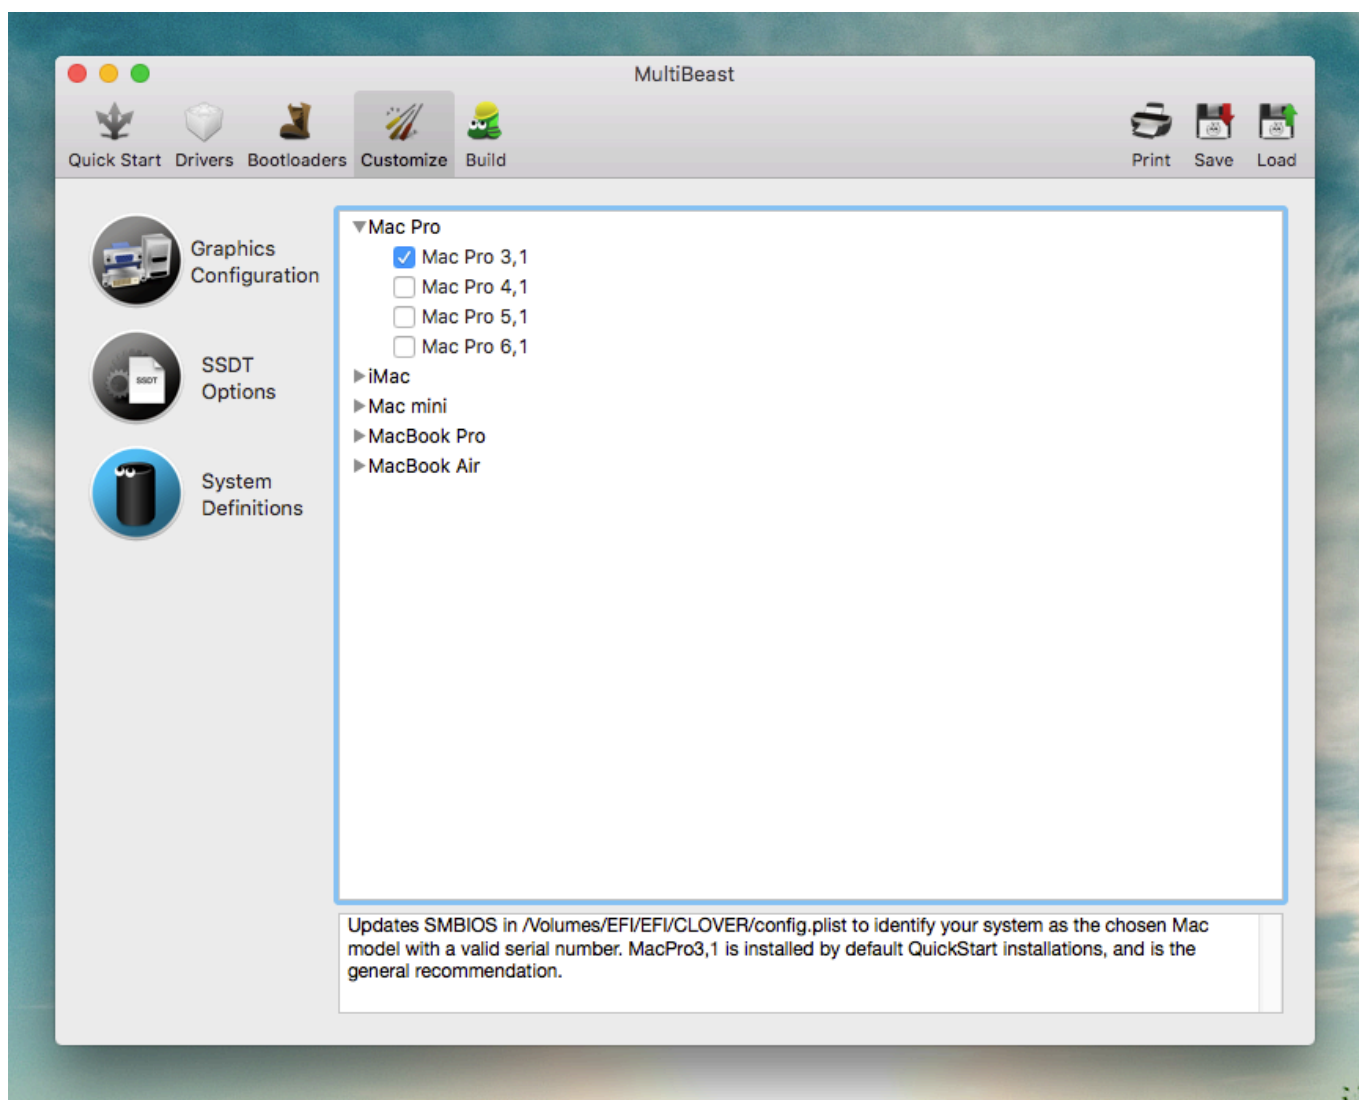 MultiBeast
Quick Start Drivers Bootloaders Customize Build Print Save Load
Graphics
Configuration
SSDT
SSDT
Options
System
Definitions
Mac Pro
Mac Pro 3,1
Mac Pro 4,1
Mac Pro 5,1
Mac Pro 6,1
iMac
Mac mini
MacBook Pro
MacBook Air
Updates SMBIOS in /Volumes/EFI/EFI/CLOVER/config.plist to identify your system as the chosen Mac
model with a valid serial number. MacPro3,1 is installed by default QuickStart installations, and is the
general recommendation.